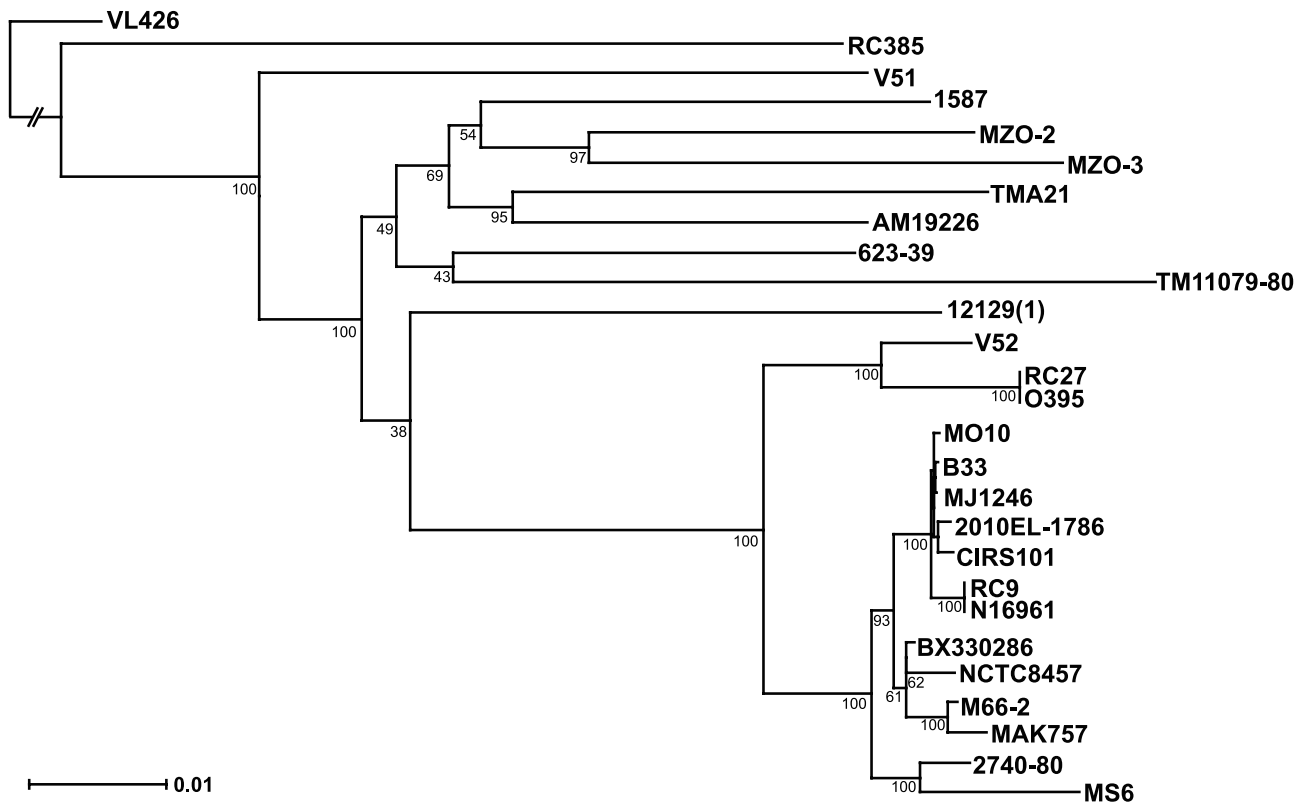 VL426
RC385
V51
1587
54
MZO-2
97
MZO-3
69
100
TMA21
95
AM19226
49
623-39
43
TM11079-80
100
12129(1)
V52
100
RC27
100
O395
38
MO10
B33
MJ1246
2010EL-1786
100
100
CIRS101
RC9
100
N16961
93
BX330286
NCTC8457
62
61
100
M66-2
100
MAK757
2740-80
100
MS6
0.01